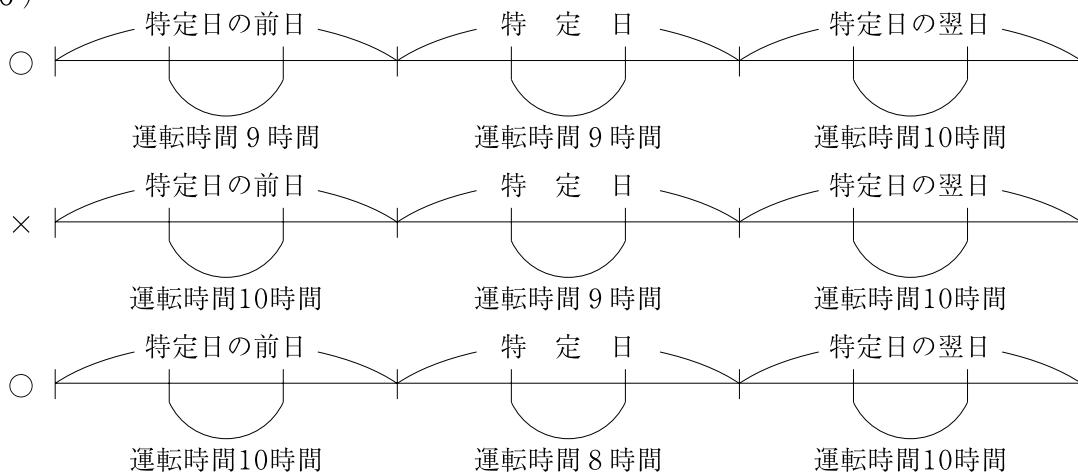 特定日の前日 特 定 日 特定日の翌日
○
運転時間9時間 運転時間9時間 運転時間10時間
特定日の前日 特 定 日 特定日の翌日
×
運転時間10時間 運転時間9時間 運転時間10時間
特定日の前日 特 定 日 特定日の翌日
○
運転時間10時間 運転時間8時間 運転時間10時間